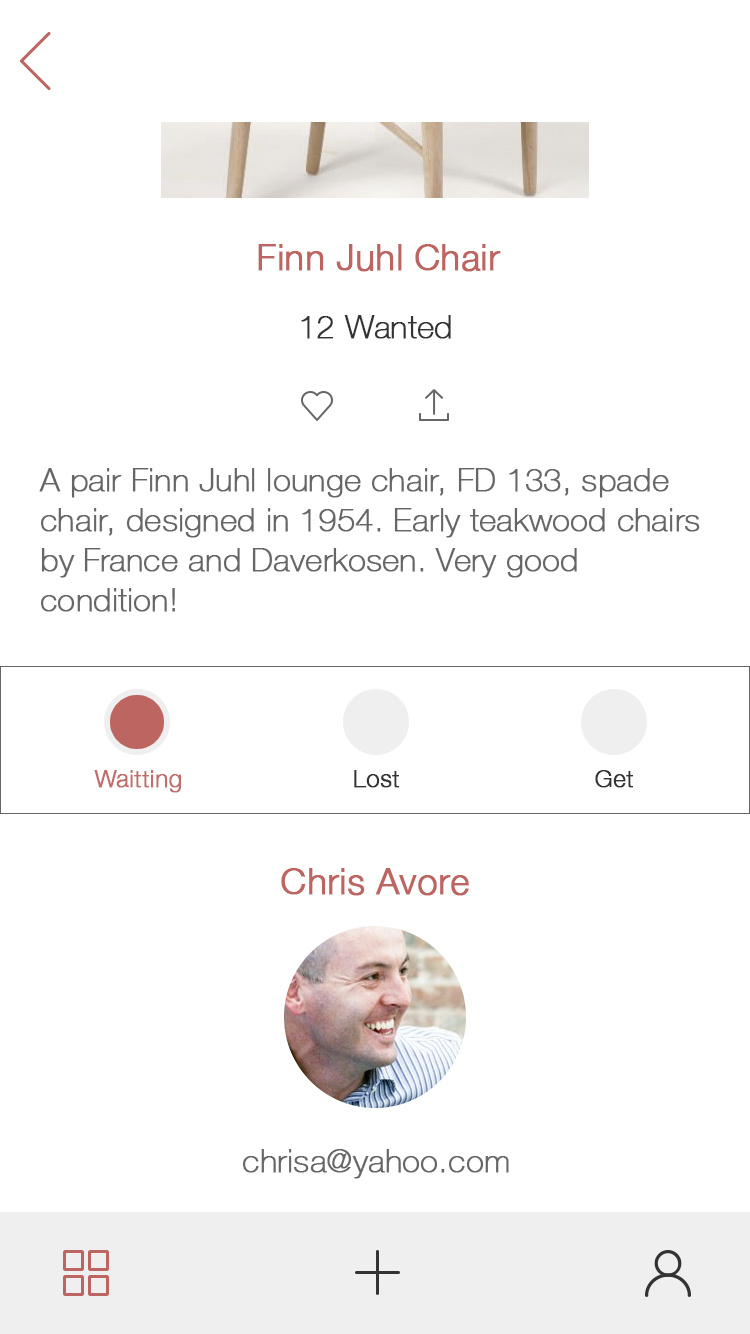 Finn Juhl Chair
12 Wanted
A pair Finn Juhl lounge chair, FD 133, spade
chair, designed in 1954. Early teakwood chairs
by France and Daverkosen. Very good
condition!
Waitting
Lost
Get
Chris Avore
chrisa@yahoo.com